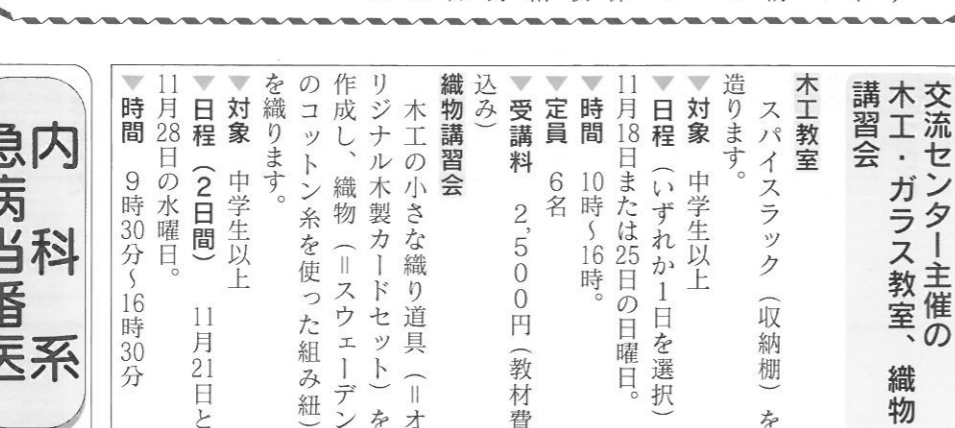 交流センター主催の
木工・ガラス教室、織物
講習会
木工教室
スパイスラック（収納棚）を
造ります。
▼対象　中学生以上
▼日程（いずれか1日を選択）
11月18日または25日の日曜日。
▼時間　10時〜16時。
▼定員　6名
▼受講料　2,500円（教材費
込み）
織物講習会
木工の小さな織り道具（＝オ
リジナル木製カードセット）を
作成し、織物（＝スウェーデン
のコットン糸を使った組み紐）
を織ります。
▼対象　中学生以上
▼日程（2日間）　11月21日と
11月28日の水曜日。
▼時間　9時30分〜16時30分
内科系
急病当番医